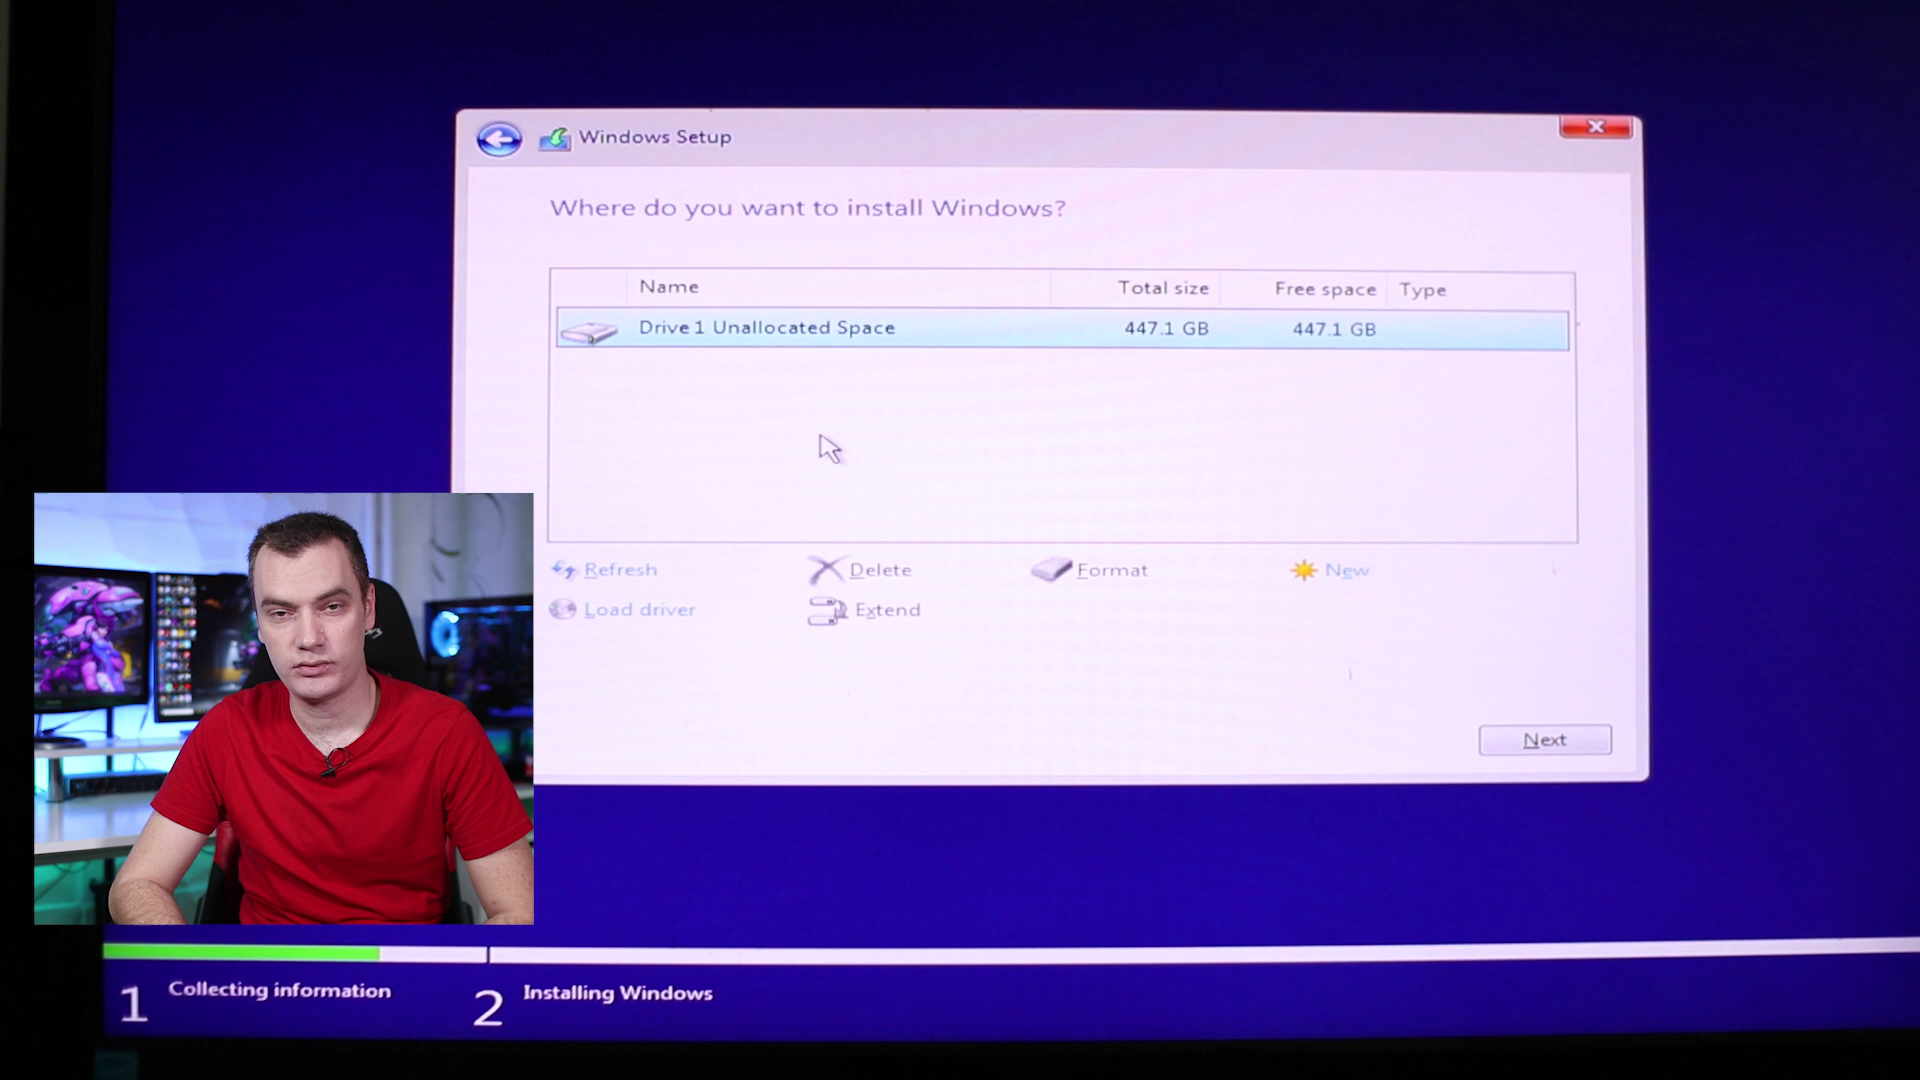 Windows Setup
Where do you want to install Windows?
Name Total size Free space Type
Drive 1 Unallocated Space 447.1 GB 447.1 GB
Refresh Delete Format New
Load driver Extend
Next
1 Collecting information 2 Installing Windows